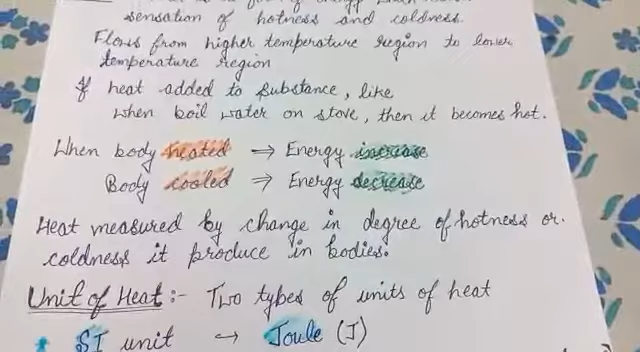 sensation of hotness and coldness.
Flows from higher temperature region to lower
temperature region
If heat added to substance, like
when boil water on stove, then it becomes hot.
When body heated → Energy increase
Body cooled → Energy decrease
Heat measured by change in degree of hotness or
coldness it produce in bodies.
Unit of Heat :- Two types of units of heat
SI unit → Joule (J)